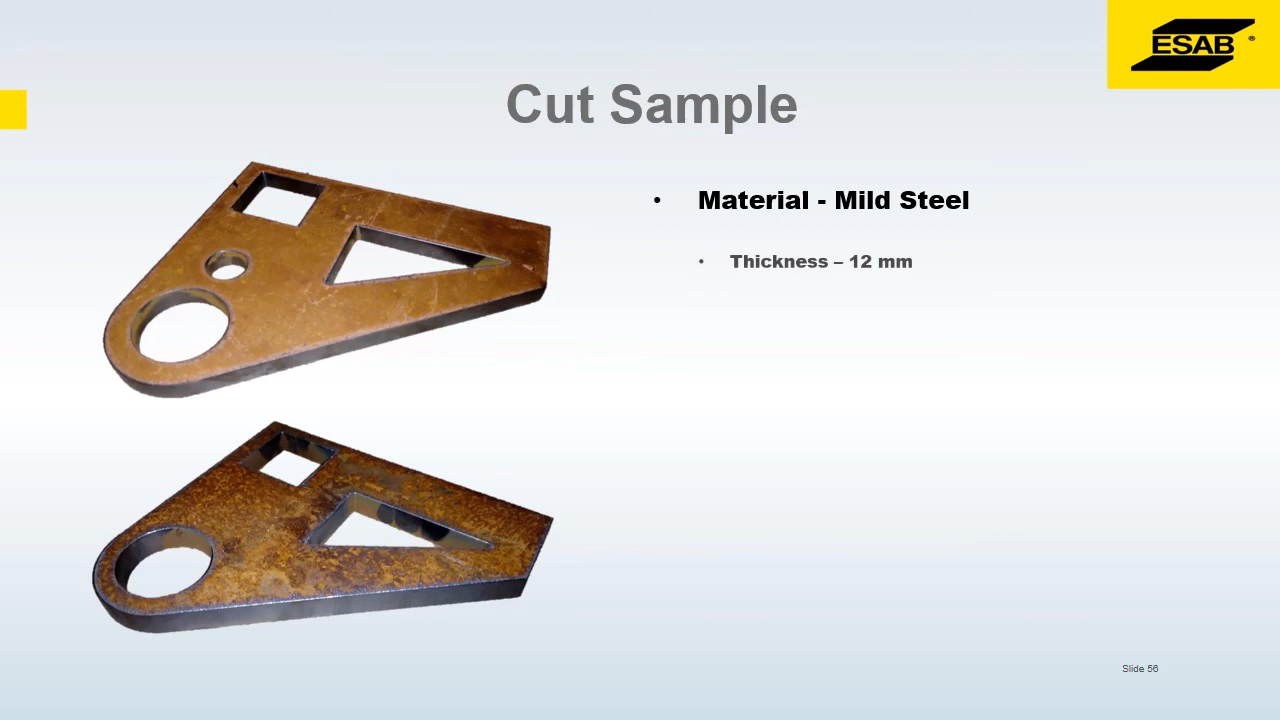 ESAB ®
Cut Sample
• Material - Mild Steel
• Thickness – 12 mm
Slide 56